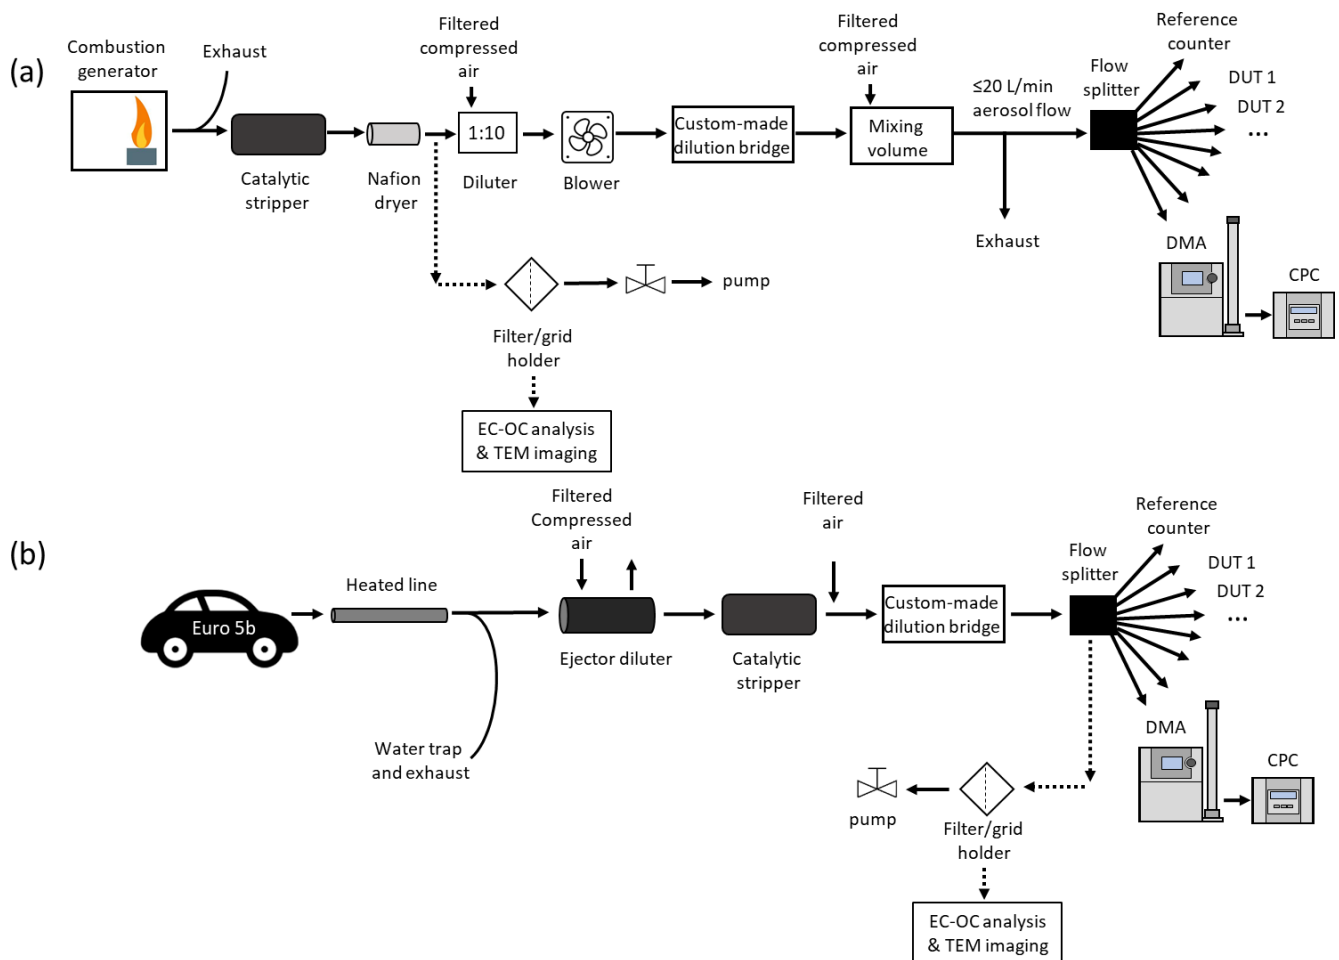 (a)
Combustion
generator
Exhaust
Catalytic
stripper
Nafion
dryer
Filtered
compressed
air
1:10
Diluter
Blower
Custom-made
dilution bridge
Filtered
compressed
air
Mixing
volume
≤20 L/min
aerosol flow
Exhaust
Flow
splitter
Reference
counter
DUT 1
DUT 2
...
DMA
CPC
Filter/grid
holder
pump
EC-OC analysis
& TEM imaging
(b)
Euro 5b
Heated line
Water trap
and exhaust
Filtered
Compressed
air
Ejector diluter
Catalytic
stripper
Filtered
air
Custom-made
dilution bridge
Flow
splitter
Reference
counter
DUT 1
DUT 2
...
DMA
CPC
pump
Filter/grid
holder
EC-OC analysis
& TEM imaging